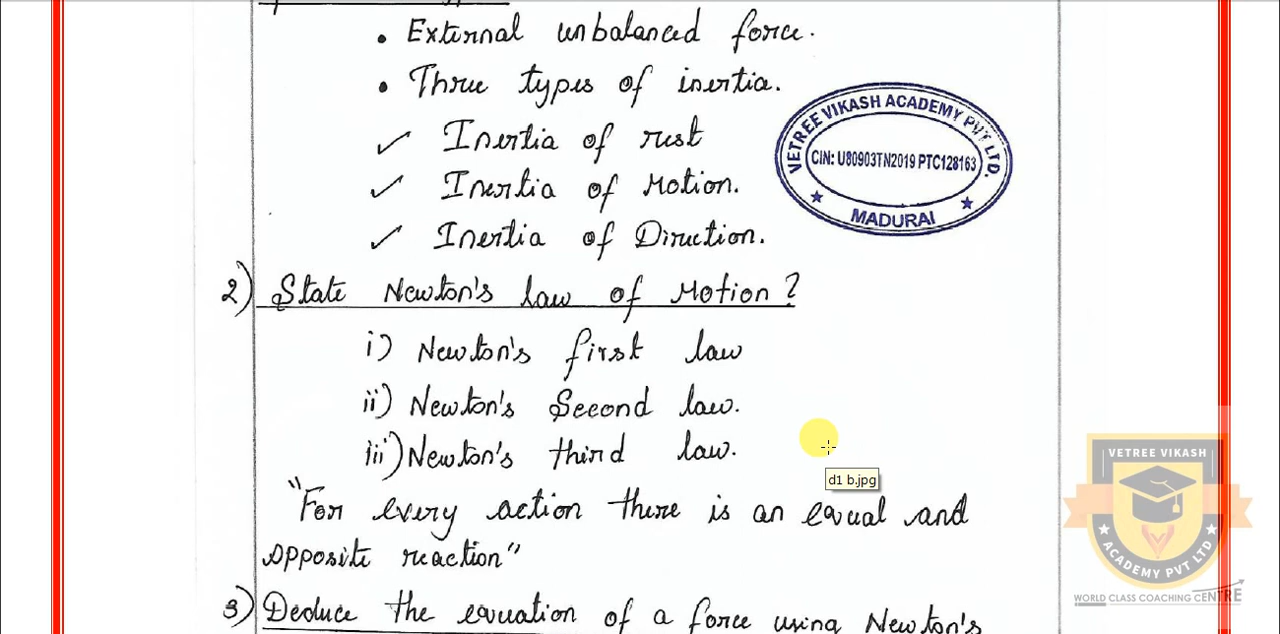 • External unbalanced force.
• Three types of inertia.
✓ Inertia of rest
✓ Inertia of Motion.
✓ Inertia of Direction.
VETREE VIKASH ACADEMY PVT LTD.
CIN: U80903TN2019 PTC128163
MADURAI
2) State Newton's law of Motion?
i) Newton's first law
ii) Newton's Second law.
iii) Newton's third law.
d1 b.jpg
"For every action there is an equal and
opposite reaction"
3) Deduce the equation of a force using Newton's
VETREE VIKASH
ACADEMY PVT LTD
WORLD CLASS COACHING CENTRE